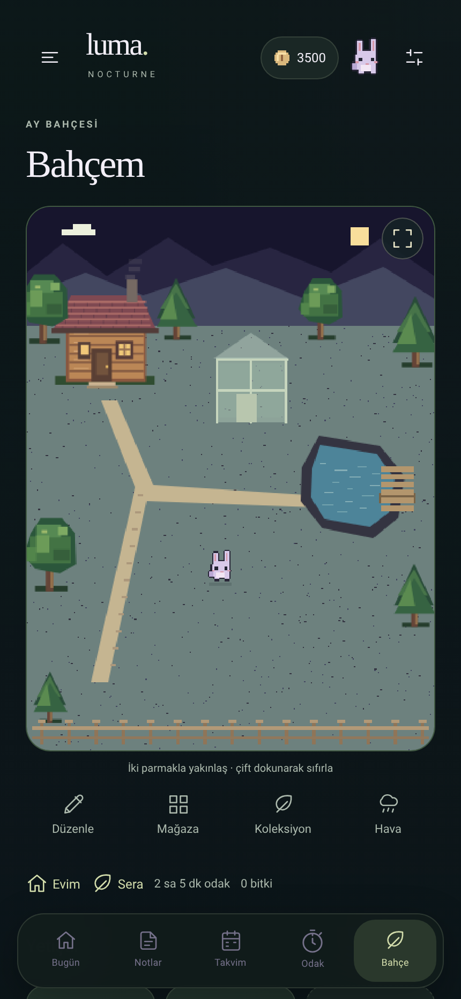 luma.
NOCTURNE
3500
AY BAHÇESİ
Bahçem
İki parmakla yakınlaş · çift dokunarak sıfırla
Düzenle
Mağaza
Koleksiyon
Hava
Evim
Sera
2 sa 5 dk odak
0 bitki
Bugün
Notlar
Takvim
Odak
Bahçe